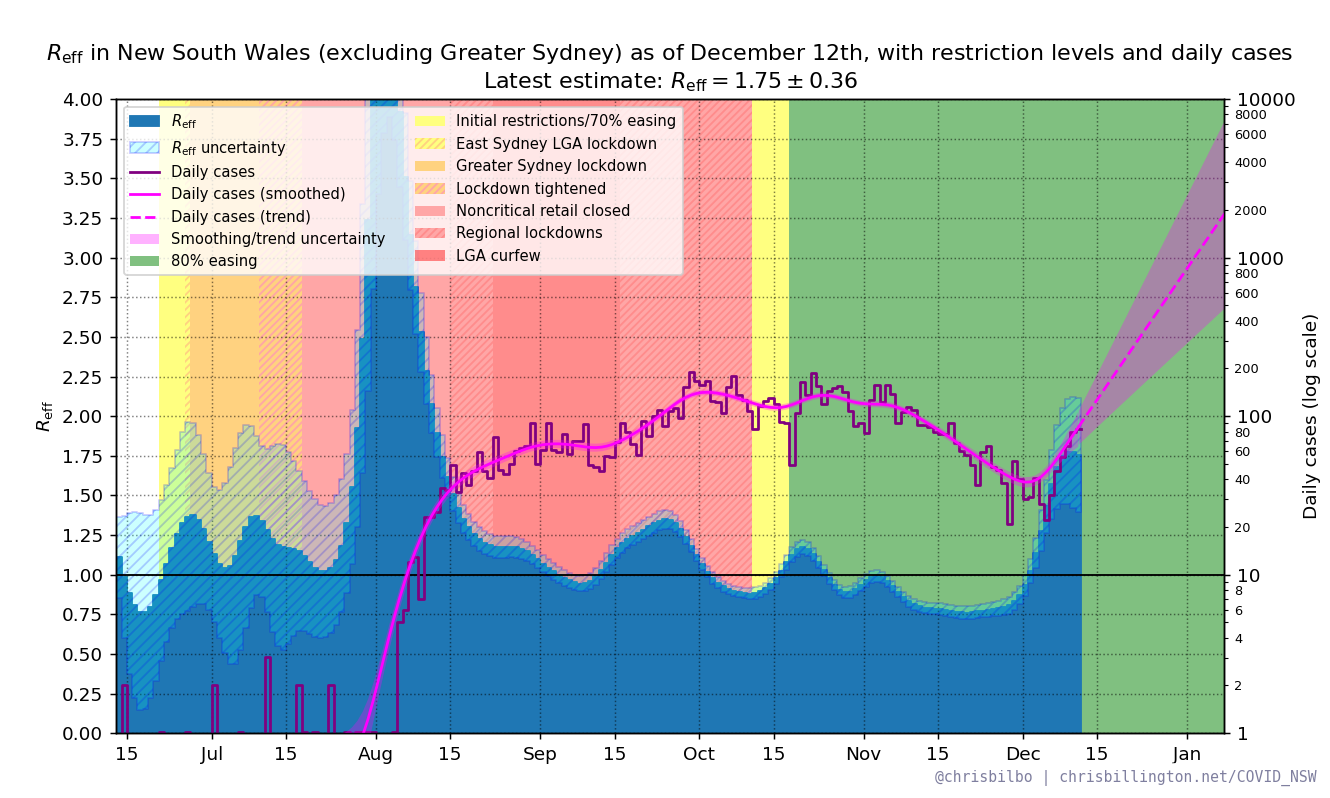 Reff in New South Wales (excluding Greater Sydney) as of December 12th, with restriction levels and daily cases
Latest estimate: Reff = 1.75 ± 0.36
Reff
Reff uncertainty
Daily cases
Daily cases (smoothed)
Daily cases (trend)
Smoothing/trend uncertainty
80% easing
Initial restrictions/70% easing
East Sydney LGA lockdown
Greater Sydney lockdown
Lockdown tightened
Noncritical retail closed
Regional lockdowns
LGA curfew
Reff
4.00
3.75
3.50
3.25
3.00
2.75
2.50
2.25
2.00
1.75
1.50
1.25
1.00
0.75
0.50
0.25
0.00
15
Jul
15
Aug
15
Sep
15
Oct
15
Nov
15
Dec
15
Jan
10000
8000
6000
4000
2000
1000
800
600
400
200
100
80
60
40
20
10
8
6
4
2
1
Daily cases (log scale)
@chrisbilbo | chrisbillington.net/COVID_NSW